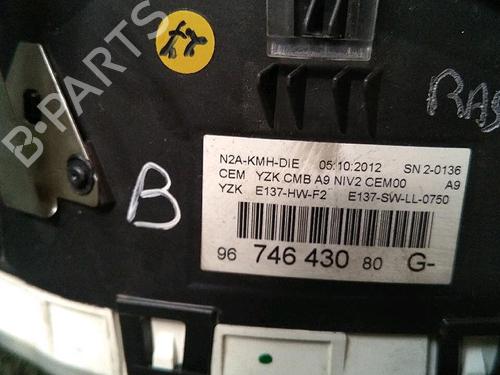 B-PARTS
RAS
B
N2A-KMH-DIE 05:10:2012 SN 2-0136
CEM YZK CMB A9 NIV2 CEM00 A9
YZK E137-HW-F2 E137-SW-LL-0750
96 746 430 80 G-